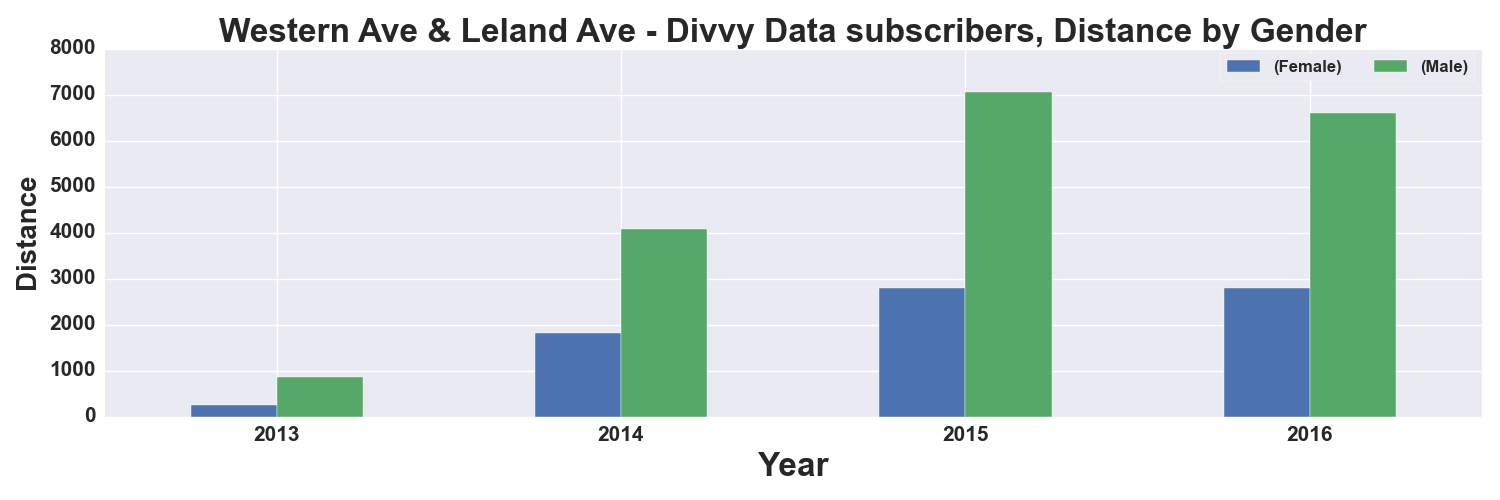 Western Ave & Leland Ave - Divvy Data subscribers, Distance by Gender
(Female) (Male)
8000
7000
6000
5000
4000
3000
2000
1000
0
Distance
2013 2014 2015 2016
Year